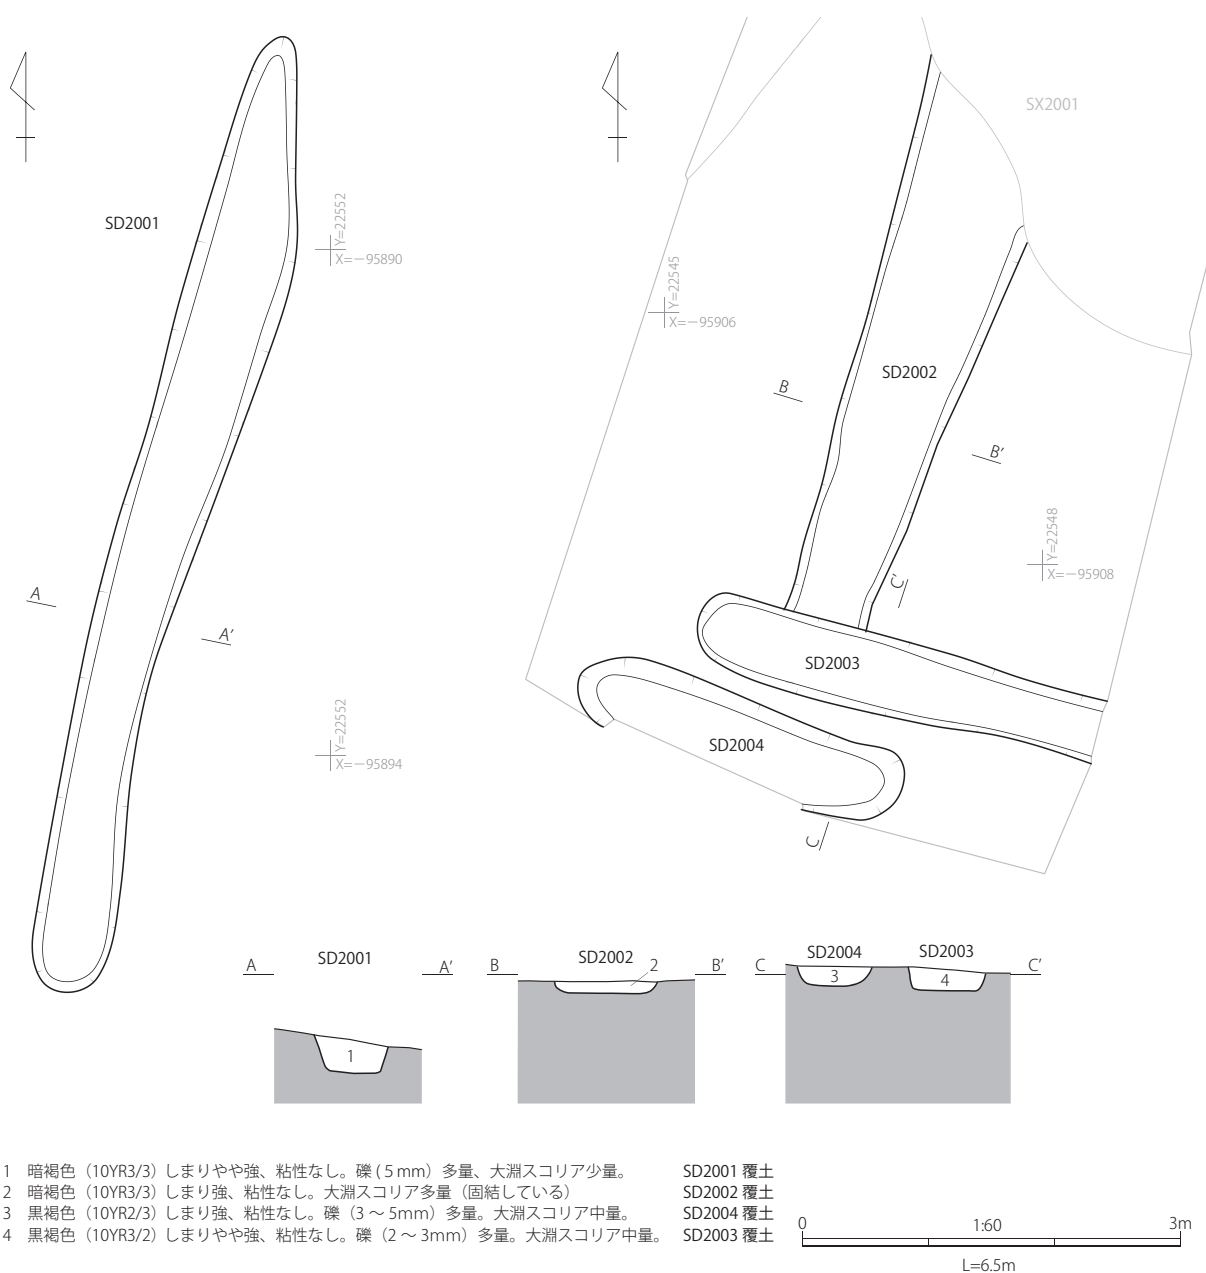 SX2001
SD2001
Y=22552
X=－95890
Y=22545
X=－95906
SD2002
B
B′
Y=22548
X=－95908
A
A′
C′
SD2003
Y=22552
X=－95894
SD2004
C
A
SD2001
A′
B
SD2002
2
B′
C
SD2004
SD2003
C′
1
3
4
1 暗褐色（10YR3/3）しまりやや強、粘性なし。礫 ( 5 mm）多量、大淵スコリア少量。 SD2001 覆土
2 暗褐色（10YR3/3）しまり強、粘性なし。大淵スコリア多量（固結している） SD2002 覆土
3 黒褐色（10YR2/3）しまり強、粘性なし。礫（3 ～ 5mm）多量。大淵スコリア中量。 SD2004 覆土
4 黒褐色（10YR3/2）しまりやや強、粘性なし。礫（2 ～ 3mm）多量。大淵スコリア中量。 SD2003 覆土
0 1:60 3m
L=6.5m